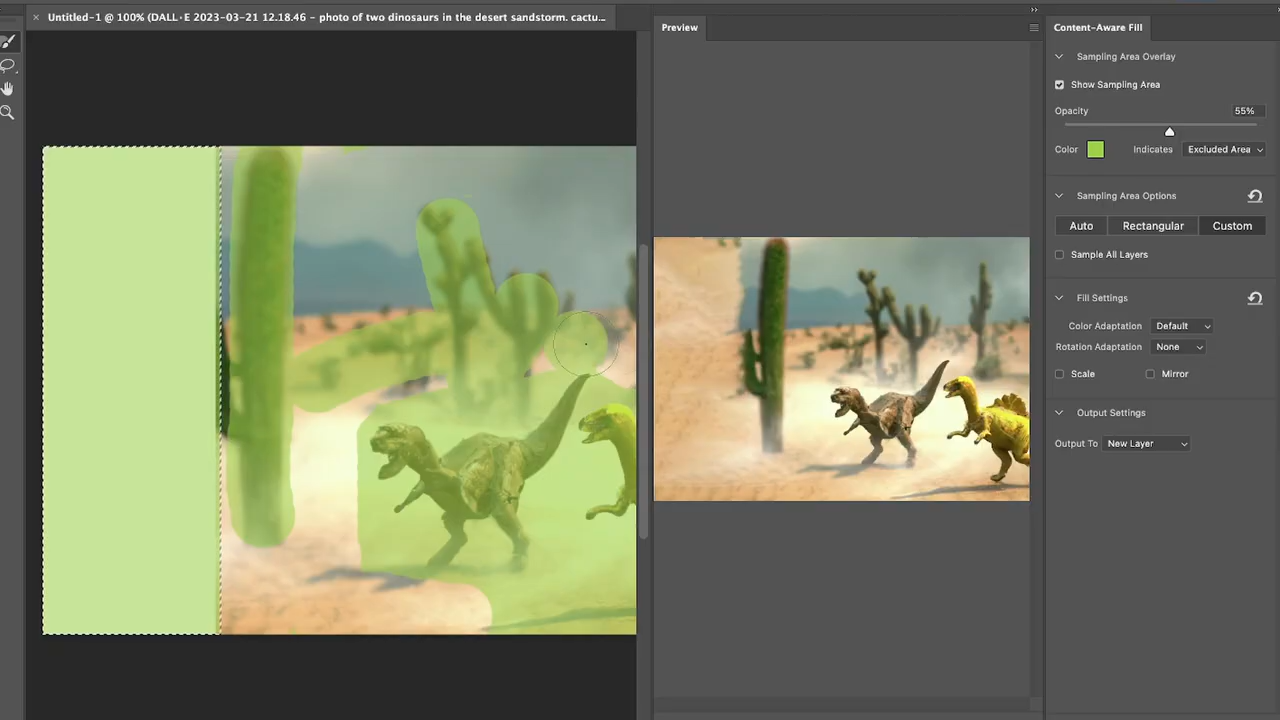 Untitled-1 @ 100% (DALL·E 2023-03-21 12.18.46 - photo of two dinosaurs in the desert sandstorm. cactu...
Preview
Content-Aware Fill
Sampling Area Overlay
Show Sampling Area
Opacity 55%
Color Indicates Excluded Area
Sampling Area Options
Auto Rectangular Custom
Sample All Layers
Fill Settings
Color Adaptation Default
Rotation Adaptation None
Scale Mirror
Output Settings
Output To New Layer